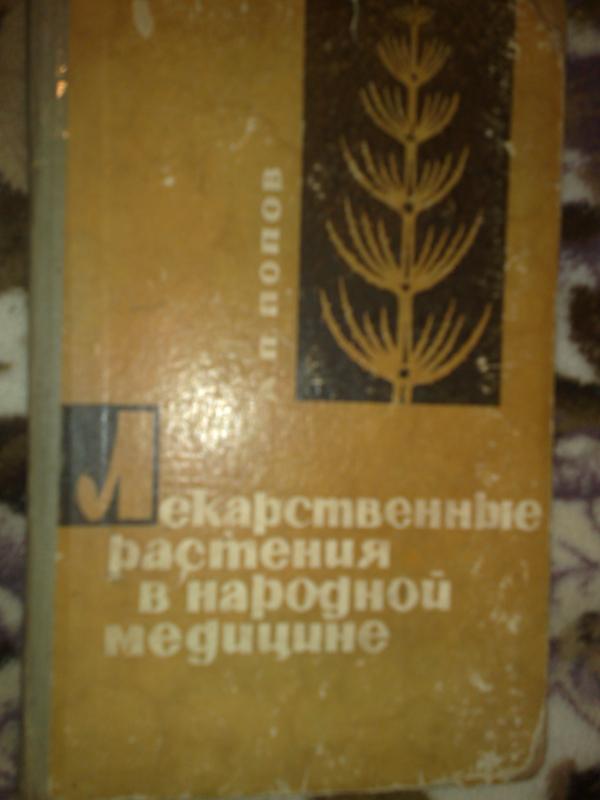 А. П. ПОПОВ
Лекарственные
растения
в народной
медицине